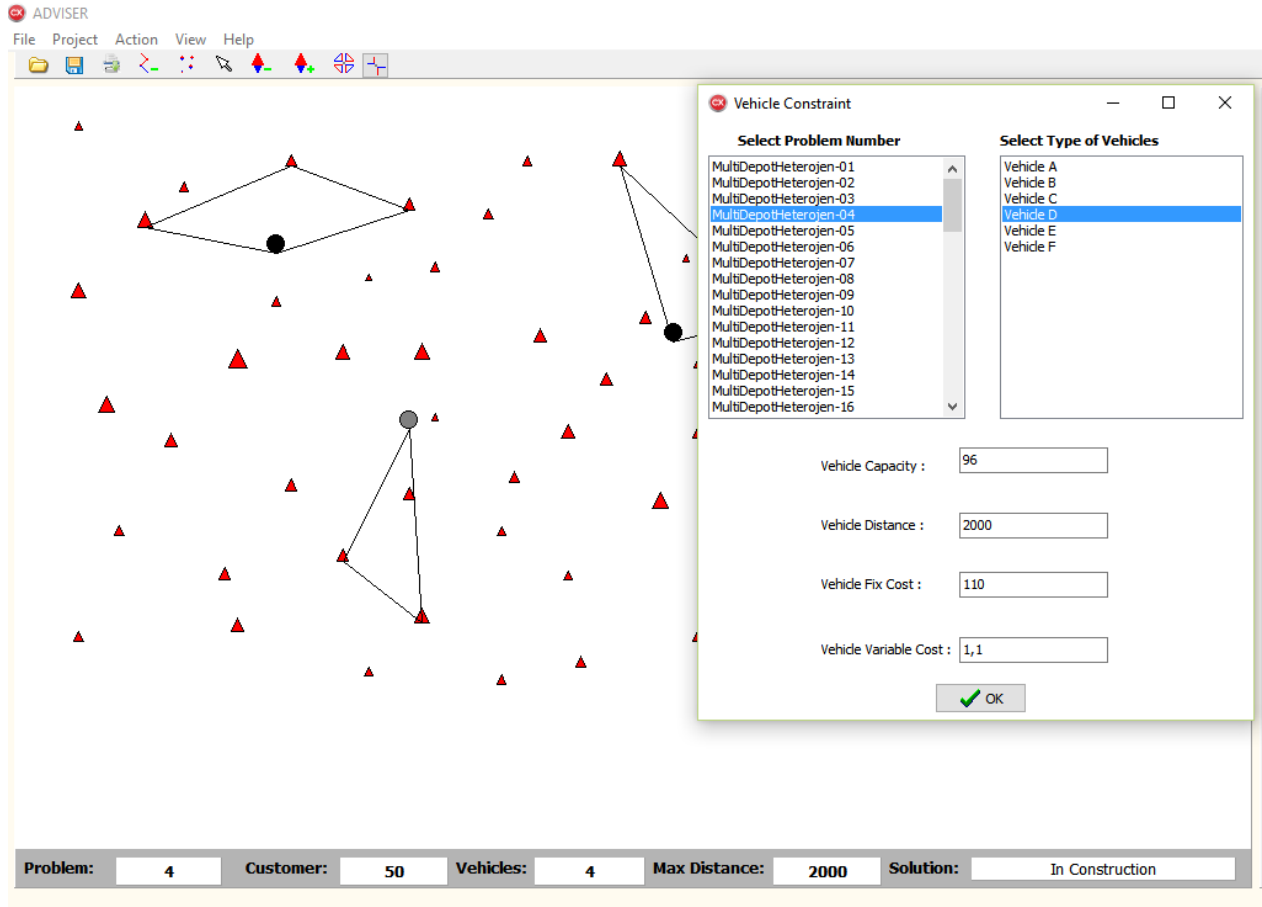 ADVISER
File Project Action View Help
Vehicle Constraint
Select Problem Number
Select Type of Vehicles
MultiDepotHeterojen-01
MultiDepotHeterojen-02
MultiDepotHeterojen-03
MultiDepotHeterojen-04
MultiDepotHeterojen-05
MultiDepotHeterojen-06
MultiDepotHeterojen-07
MultiDepotHeterojen-08
MultiDepotHeterojen-09
MultiDepotHeterojen-10
MultiDepotHeterojen-11
MultiDepotHeterojen-12
MultiDepotHeterojen-13
MultiDepotHeterojen-14
MultiDepotHeterojen-15
MultiDepotHeterojen-16
Vehicle A
Vehicle B
Vehicle C
Vehicle D
Vehicle E
Vehicle F
Vehicle Capacity : 96
Vehicle Distance : 2000
Vehicle Fix Cost : 110
Vehicle Variable Cost : 1,1
OK
Problem: 4 Customer: 50 Vehicles: 4 Max Distance: 2000 Solution: In Construction